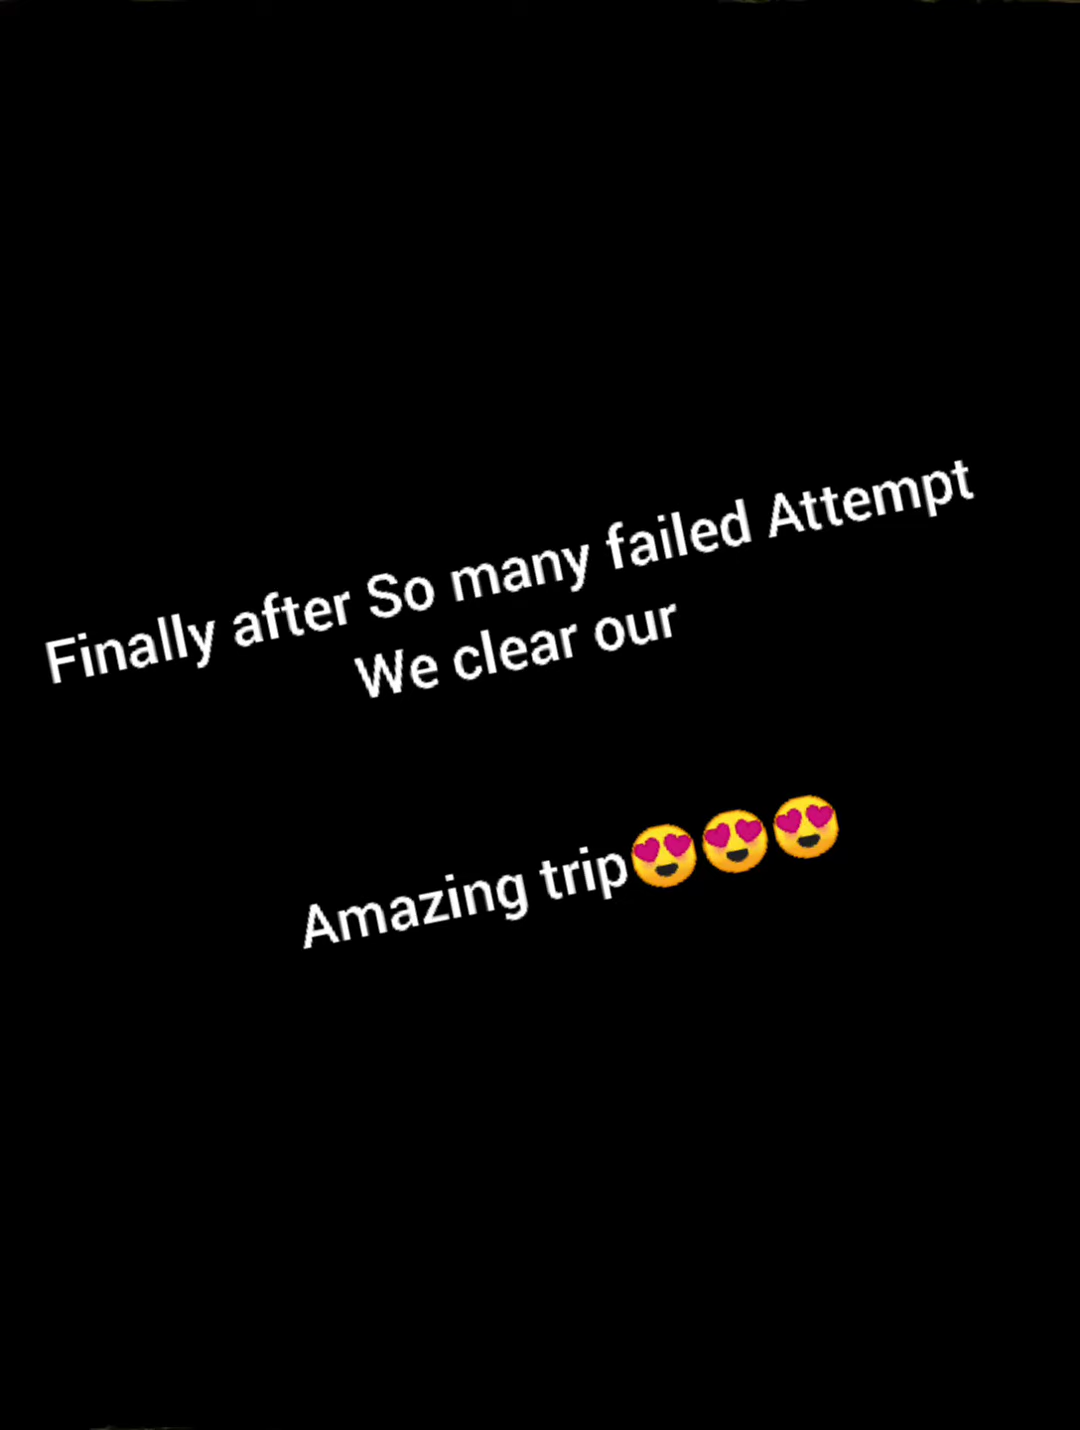 Finally after So many failed Attempt
We clear our
Amazing trip😍😍😍